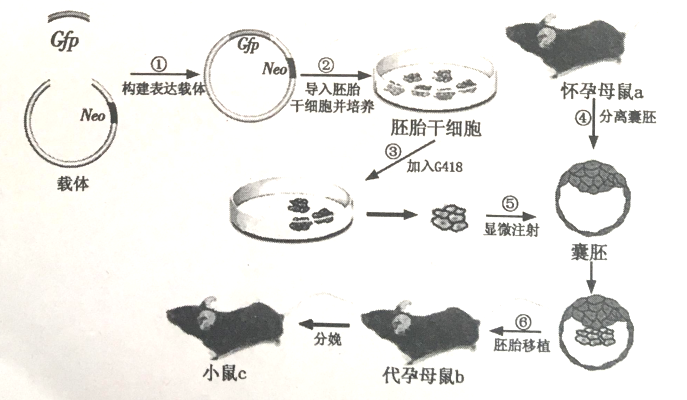 Gfp
①
构建表达载体
Neo
载体
Gfp
Neo
②
导入胚胎
干细胞并培养
胚胎干细胞
怀孕母鼠a
④
分离囊胚
③
加入G418
⑤
显微注射
囊胚
⑥
胚胎移植
代孕母鼠b
分娩
小鼠c